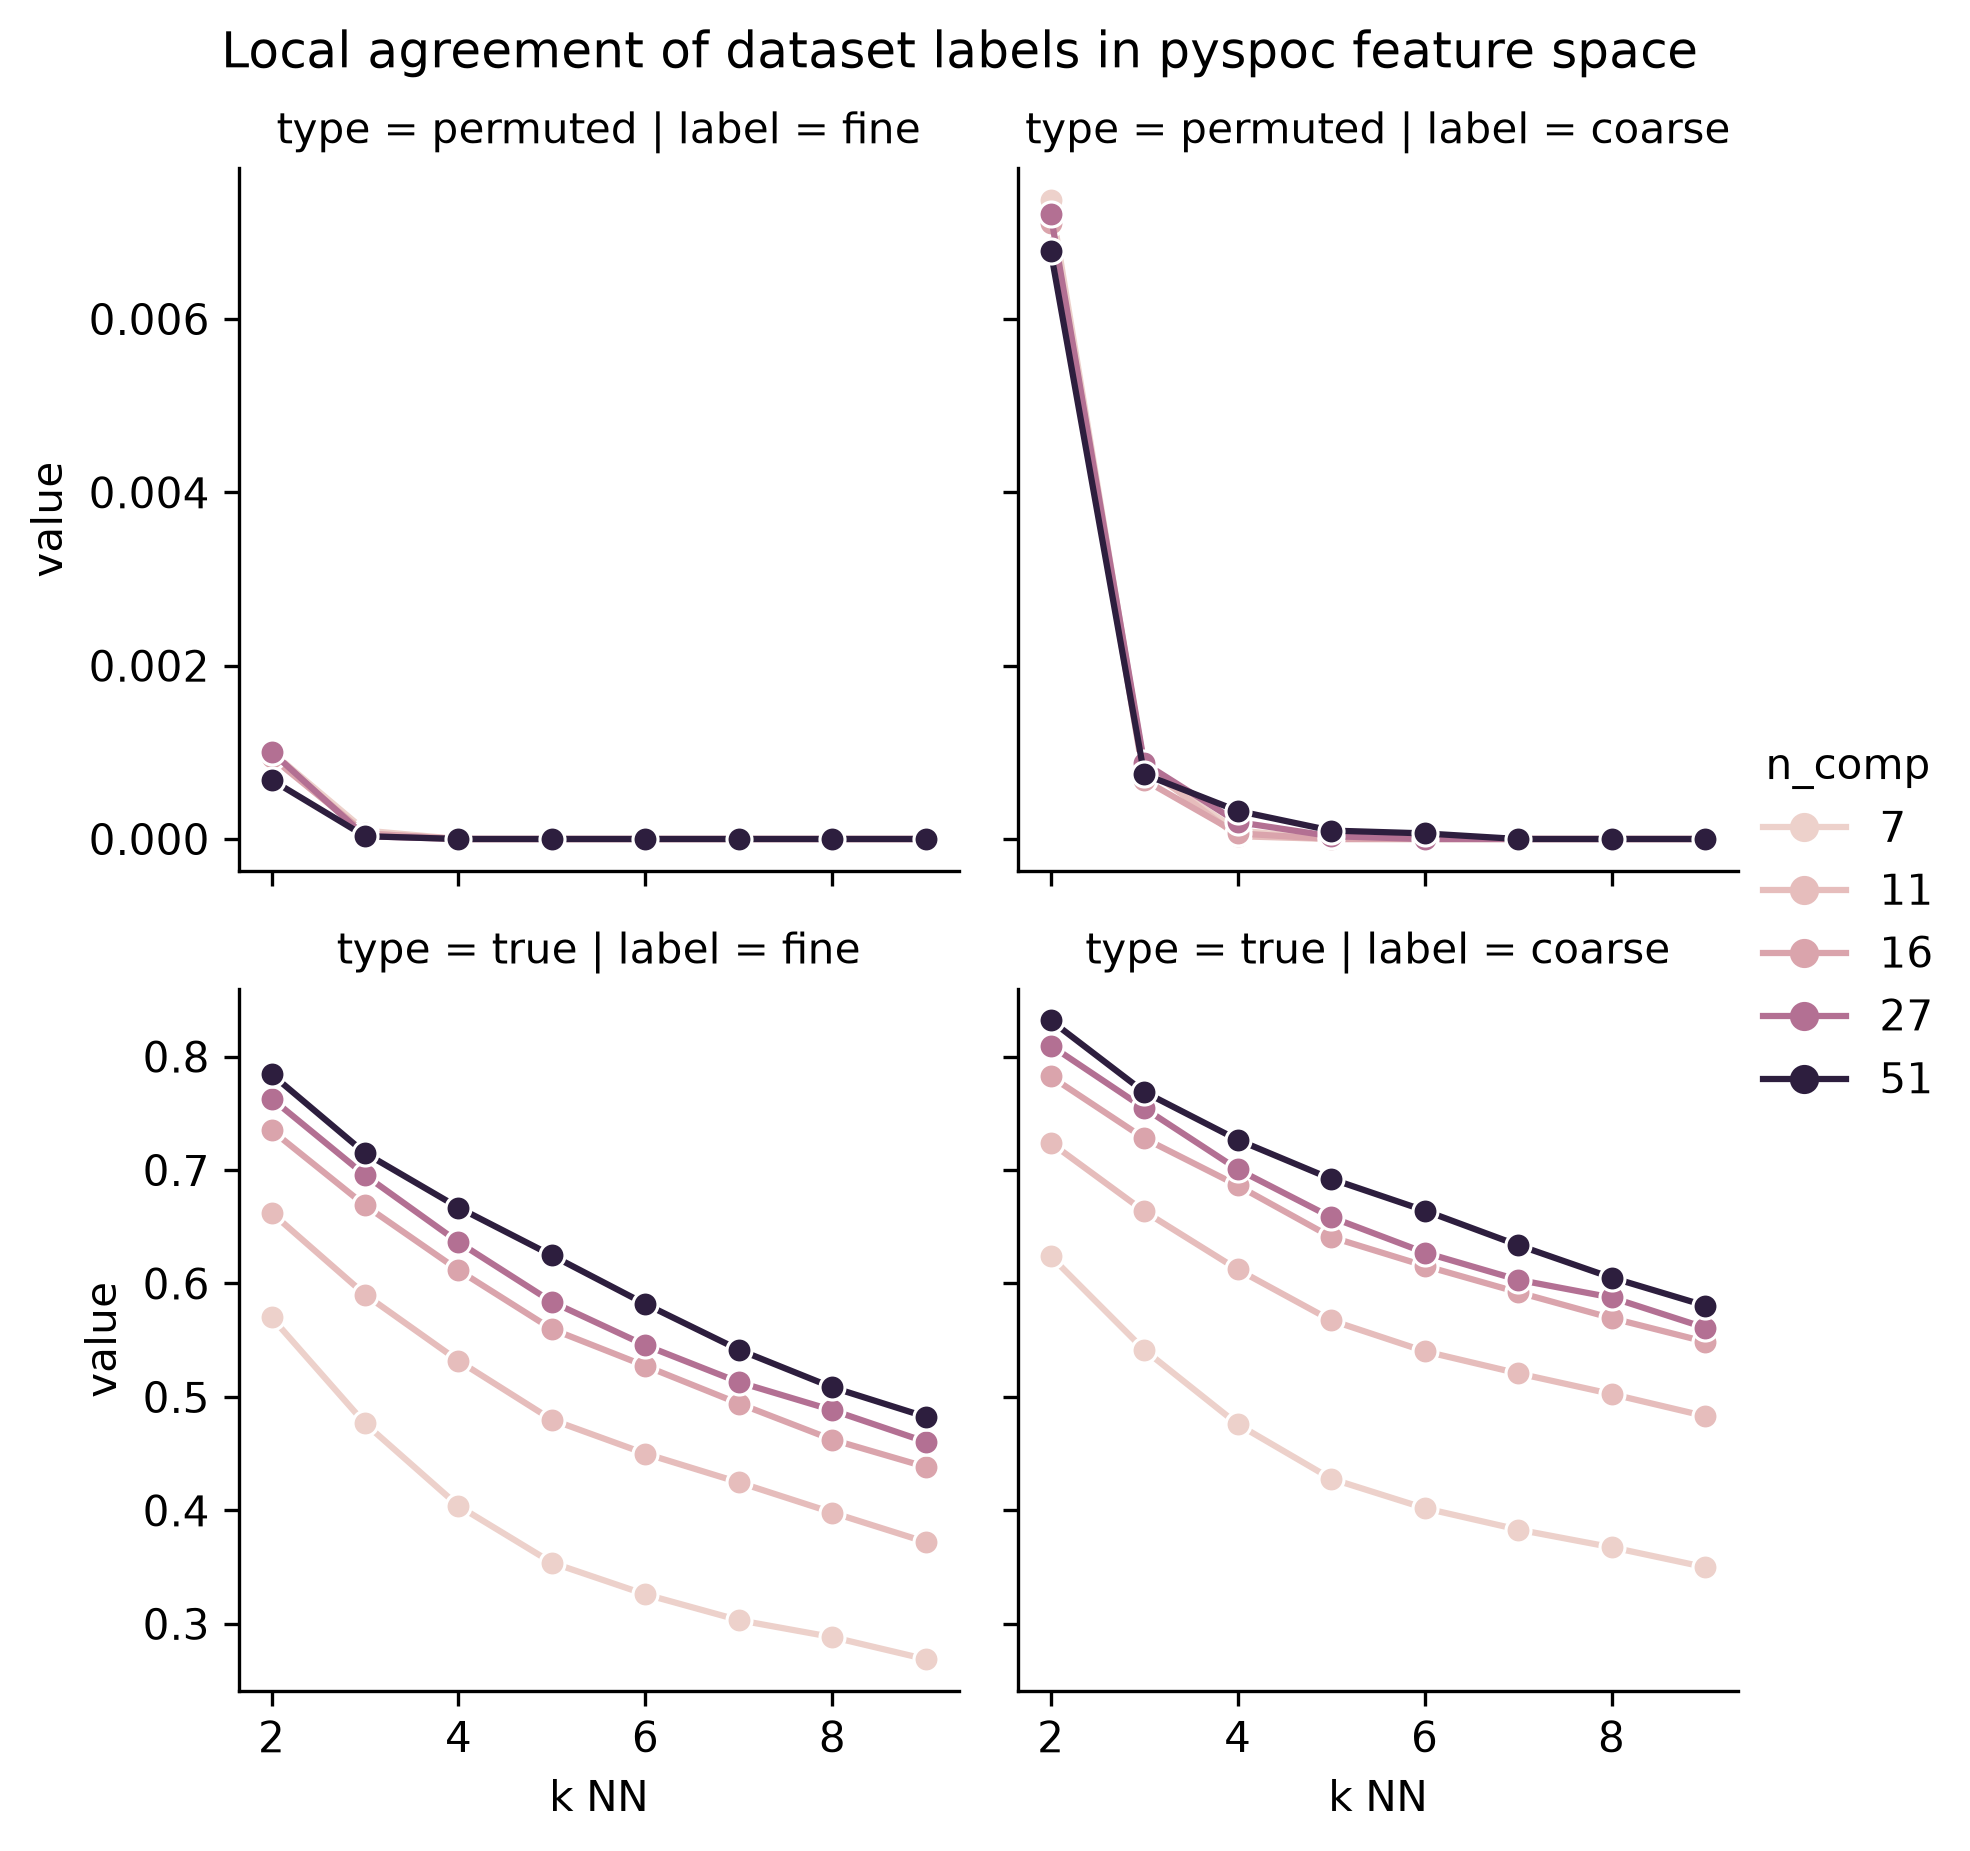 Local agreement of dataset labels in pyspoc feature space
type = permuted | label = fine
type = permuted | label = coarse
value
0.006
0.004
0.002
0.000
type = true | label = fine
type = true | label = coarse
value
0.8
0.7
0.6
0.5
0.4
0.3
2 4 6 8
k NN
2 4 6 8
k NN
n_comp
7
11
16
27
51